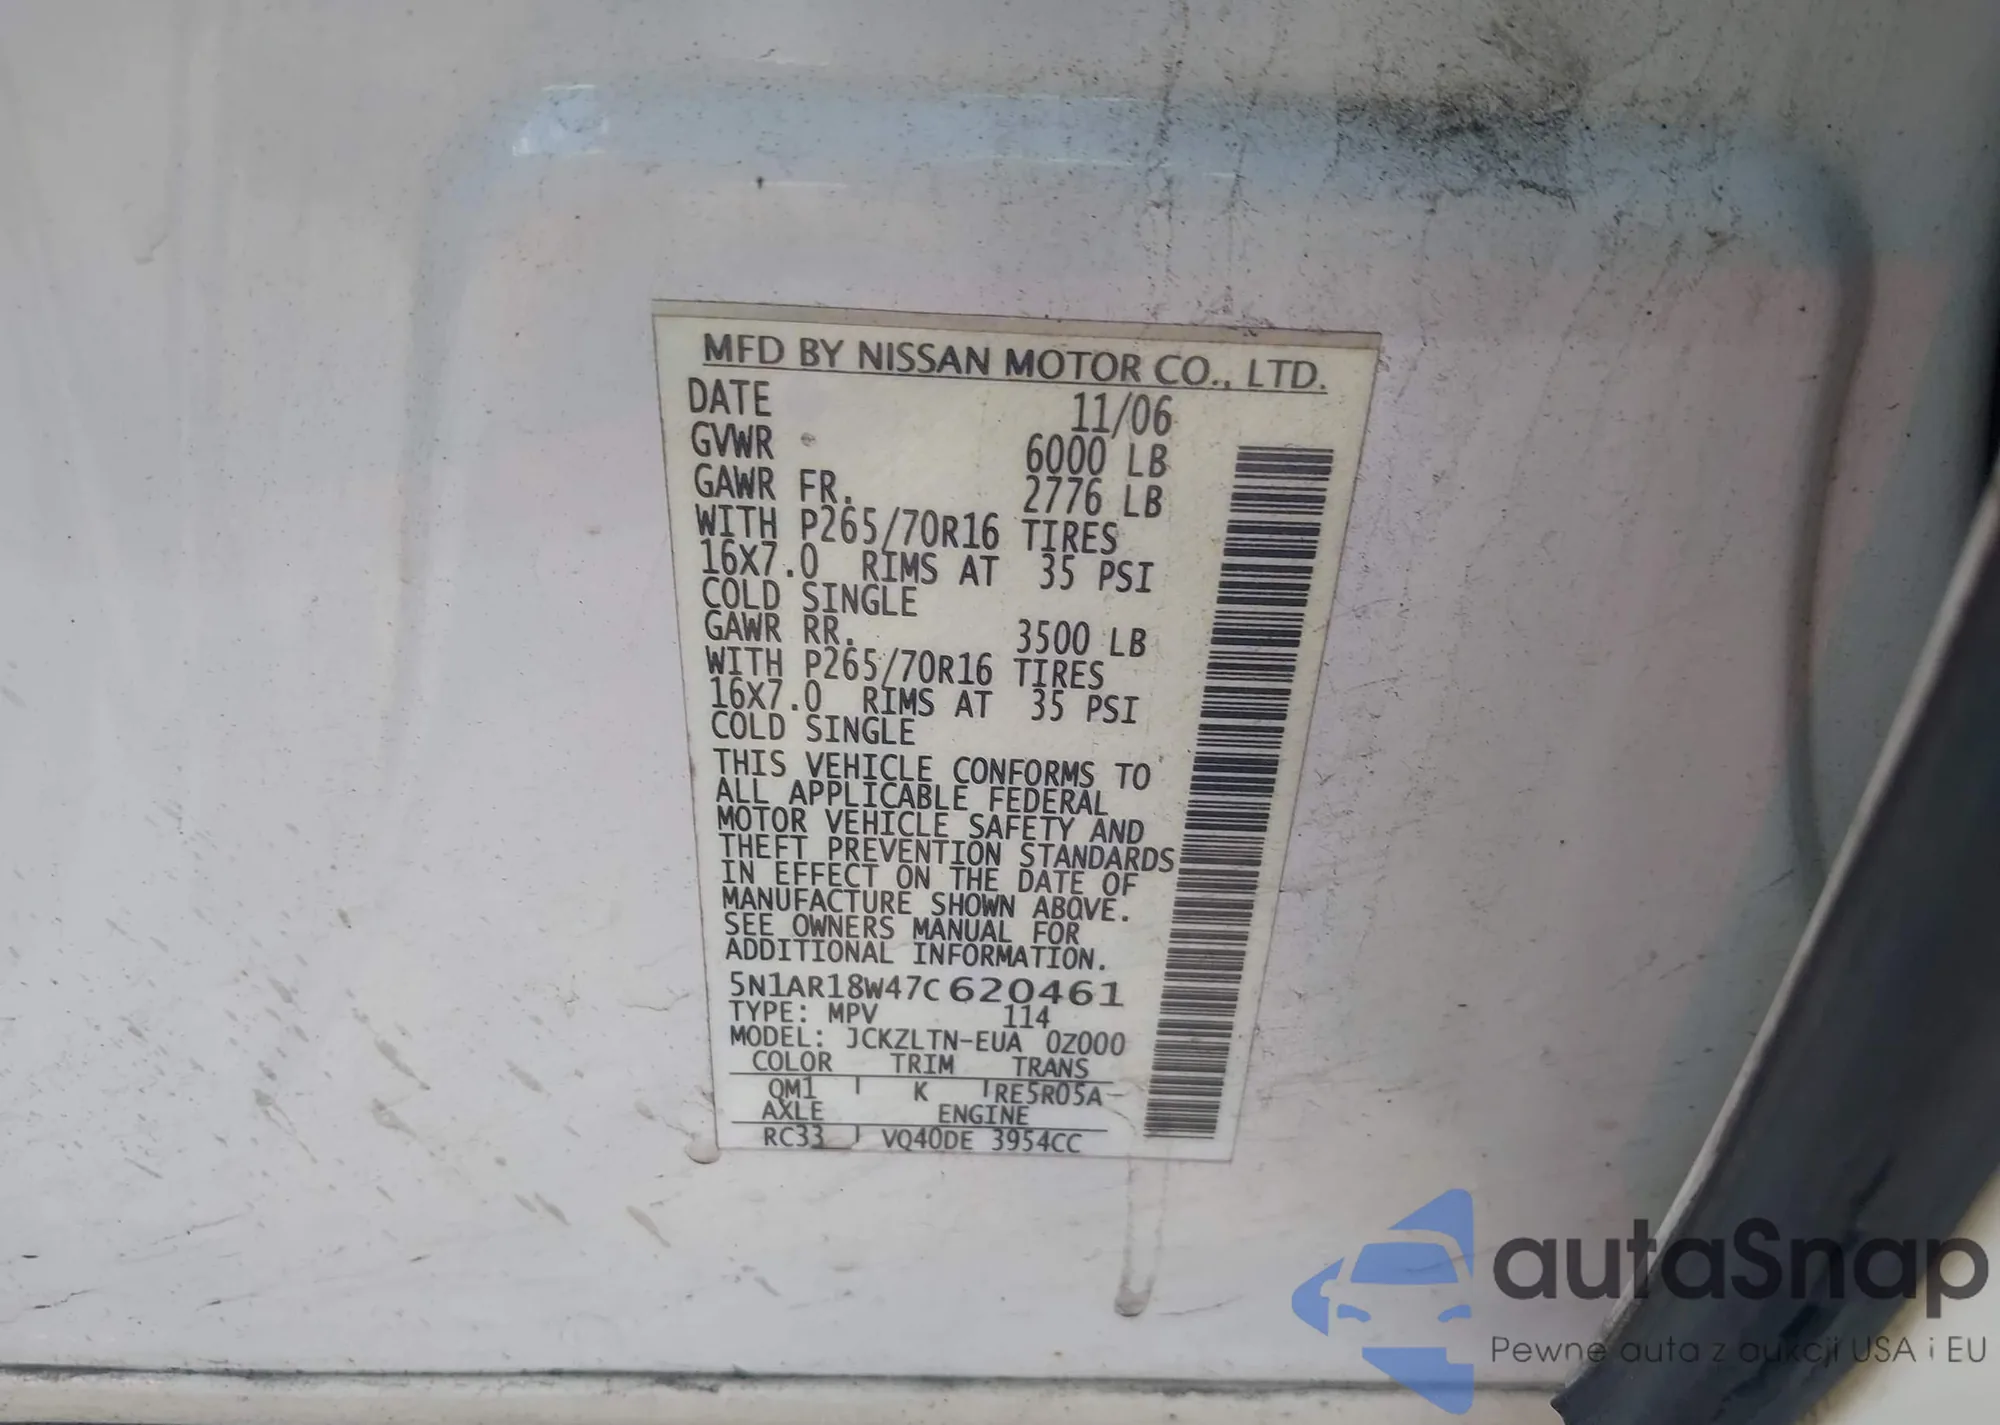 MFD BY NISSAN MOTOR CO., LTD.
DATE 11/06
GVWR 6000 LB
GAWR FR. 2776 LB
WITH P265/70R16 TIRES
16X7.0 RIMS AT 35 PSI
COLD SINGLE
GAWR RR. 3500 LB
WITH P265/70R16 TIRES
16X7.0 RIMS AT 35 PSI
COLD SINGLE
THIS VEHICLE CONFORMS TO
ALL APPLICABLE FEDERAL
MOTOR VEHICLE SAFETY AND
THEFT PREVENTION STANDARDS
IN EFFECT ON THE DATE OF
MANUFACTURE SHOWN ABOVE.
SEE OWNERS MANUAL FOR
ADDITIONAL INFORMATION.
5N1AR18W47C620461
TYPE: MPV 114
MODEL: JCKZLTN-EUA 0Z000
COLOR TRIM TRANS
QM1 K RE5R05A
AXLE ENGINE
RC33 VQ40DE 3954CC
autaSnap
Pewne auta z aukcji USA i EU